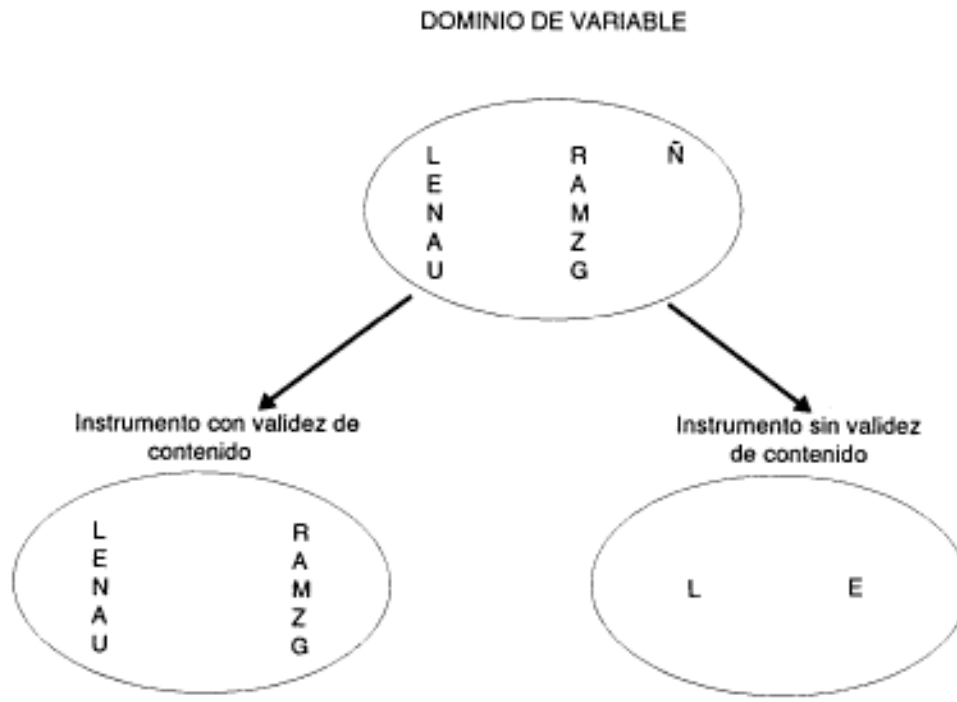 DOMINIO DE VARIABLE
L R Ñ
E A
N M
A Z
U G
Instrumento con validez de
contenido
L R
E A
N M
A Z
U G
Instrumento sin validez
de contenido
L E